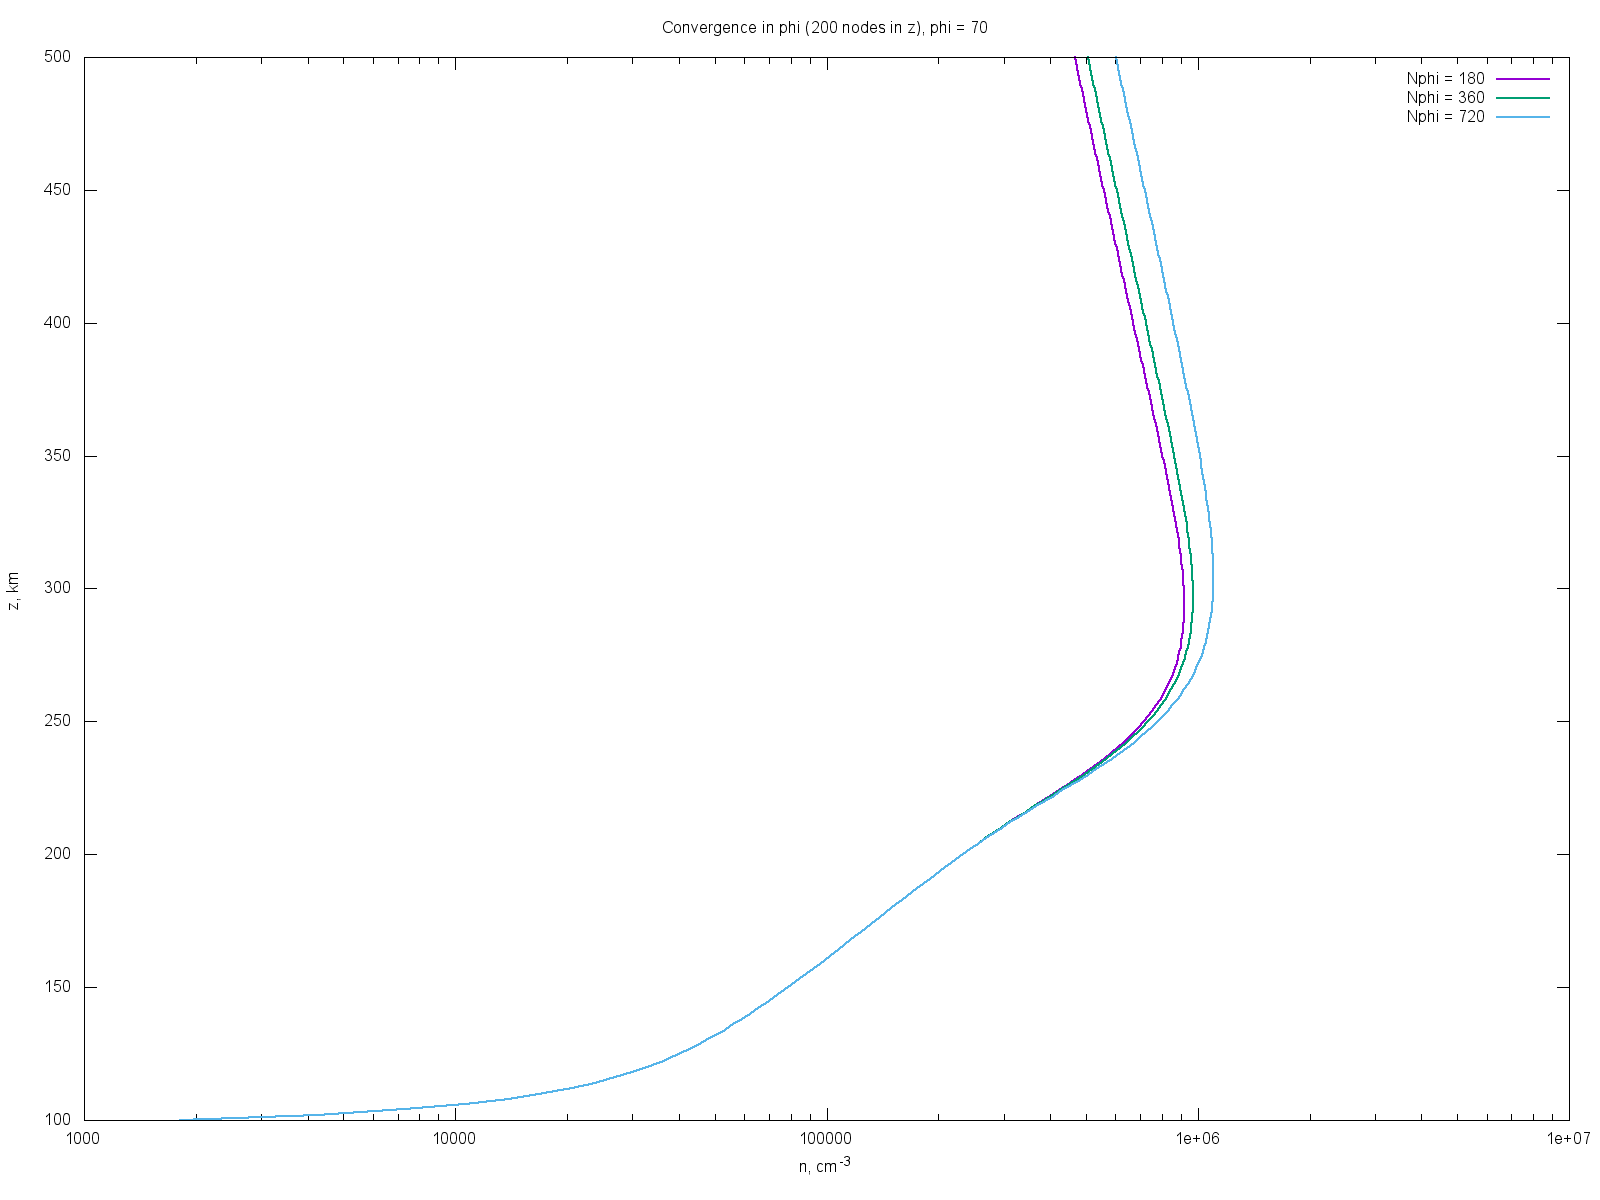 Convergence in phi (200 nodes in z), phi = 70
500
450
400
350
300
250
200
150
100
z, km
Nphi = 180
Nphi = 360
Nphi = 720
1000 10000 100000 1e+06 1e+07
n, cm-3